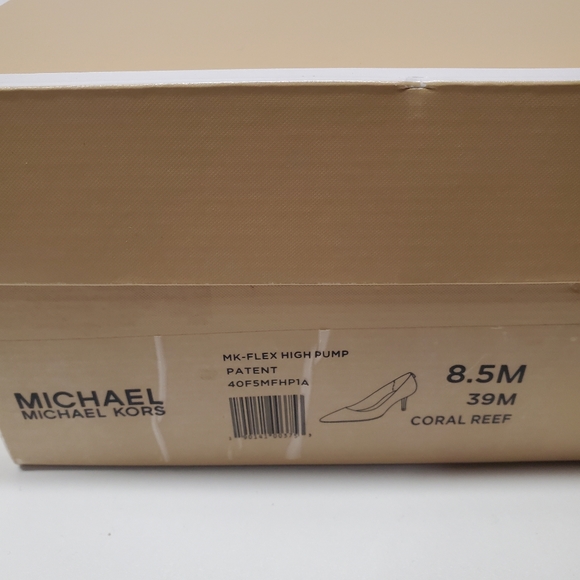 MICHAEL
MICHAEL KORS
MK-FLEX HIGH PUMP
PATENT
40F5MFHP1A
8.5M
39M
CORAL REEF